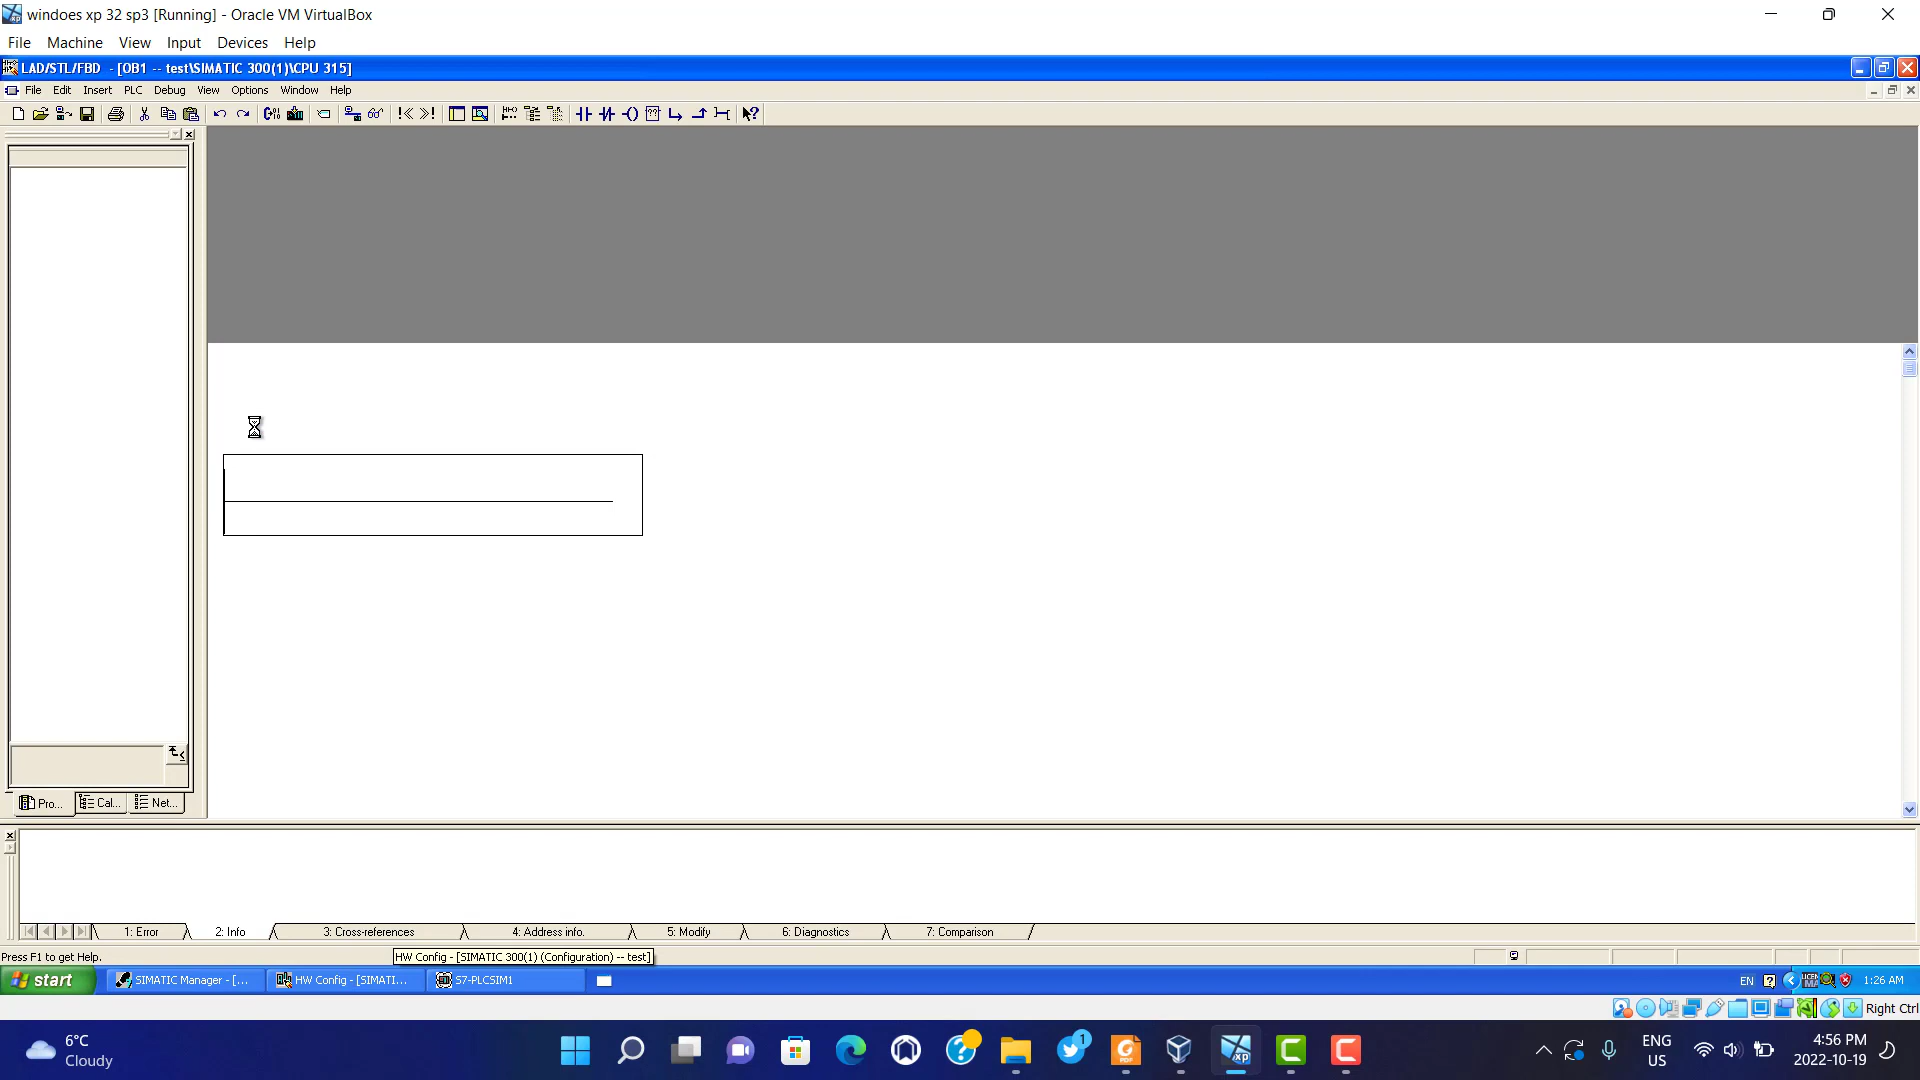 windoes xp 32 sp3 [Running] - Oracle VM VirtualBox
File Machine View Input Devices Help
LAD/STL/FBD - [OB1 -- test\SIMATIC 300(1)\CPU 315]
File Edit Insert PLC Debug View Options Window Help
Pro... Cal... Net...
1: Error 2: Info 3: Cross-references 4: Address info. 5: Modify 6: Diagnostics 7: Comparison
HW Config - [SIMATIC 300(1) (Configuration) -- test]
Press F1 to get Help.
start SIMATIC Manager - [... HW Config - [SIMATI... S7-PLCSIM1 EN 1:26 AM
Right Ctrl
6°C
Cloudy
1
xp
ENG
US
4:56 PM
2022-10-19